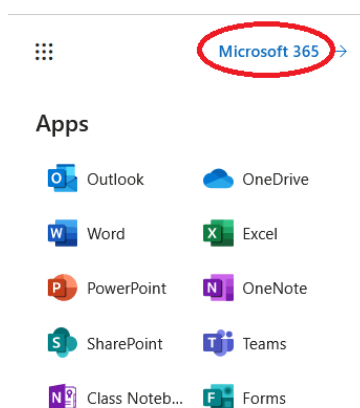 Microsoft 365 →
Apps
Outlook
OneDrive
Word
Excel
PowerPoint
OneNote
SharePoint
Teams
Class Noteb...
Forms